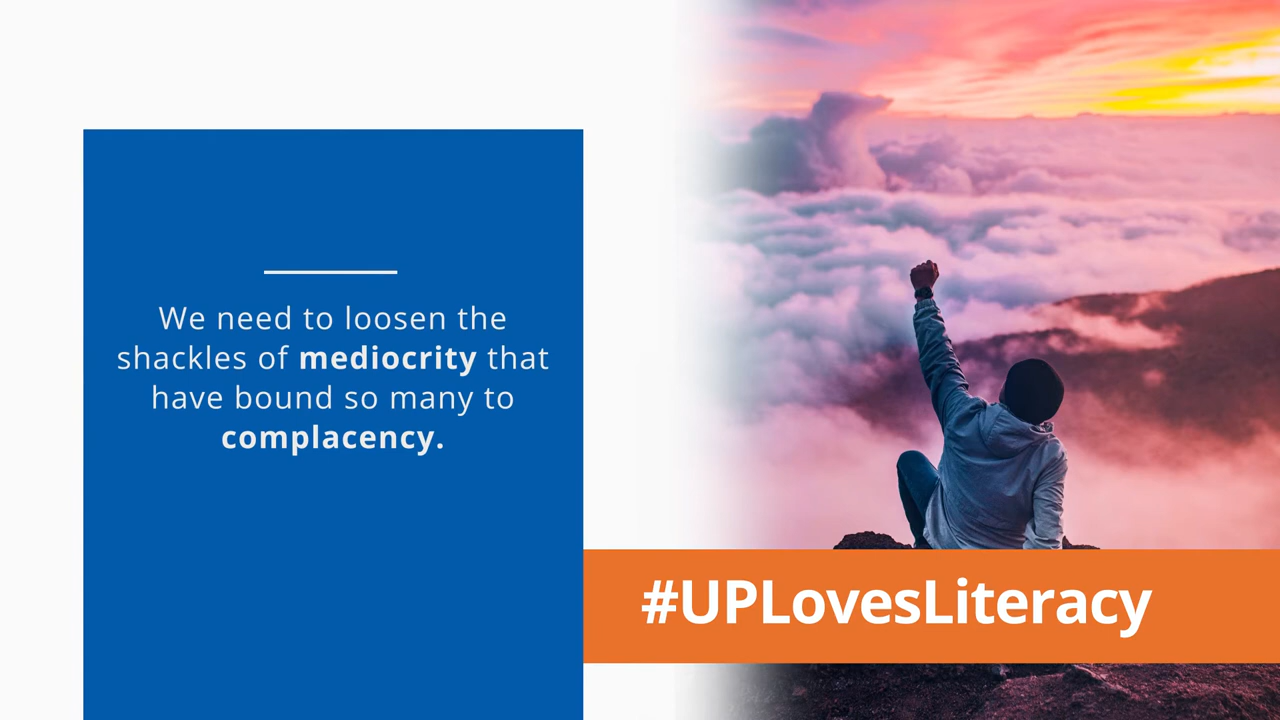 We need to loosen the
shackles of mediocrity that
have bound so many to
complacency.
#UPLovesLiteracy